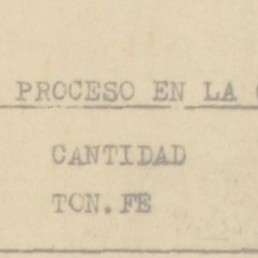 PROCESO EN LA
CANTIDAD
TON.FE